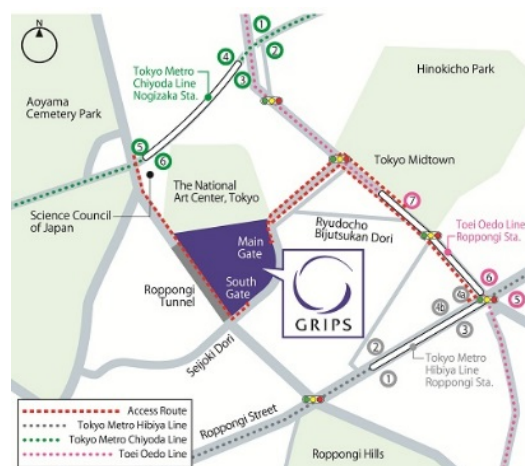 N
1
2
4
3
Tokyo Metro
Chiyoda Line
Nogizaka Sta.
Hinokicho Park
Aoyama
Cemetery Park
5
6
Tokyo Midtown
The National
Art Center, Tokyo
Science Council
of Japan
7
Ryudocho
Bijutsukan Dori
Toei Oedo Line
Roppongi Sta.
Main
Gate
South
Gate
GRIPS
Roppongi
Tunnel
6
5
4a
4b
3
2
1
Seijoki Dori
Tokyo Metro
Hibiya Line
Roppongi Sta.
Roppongi Street
Roppongi Hills
Access Route
Tokyo Metro Hibiya Line
Tokyo Metro Chiyoda Line
Toei Oedo Line